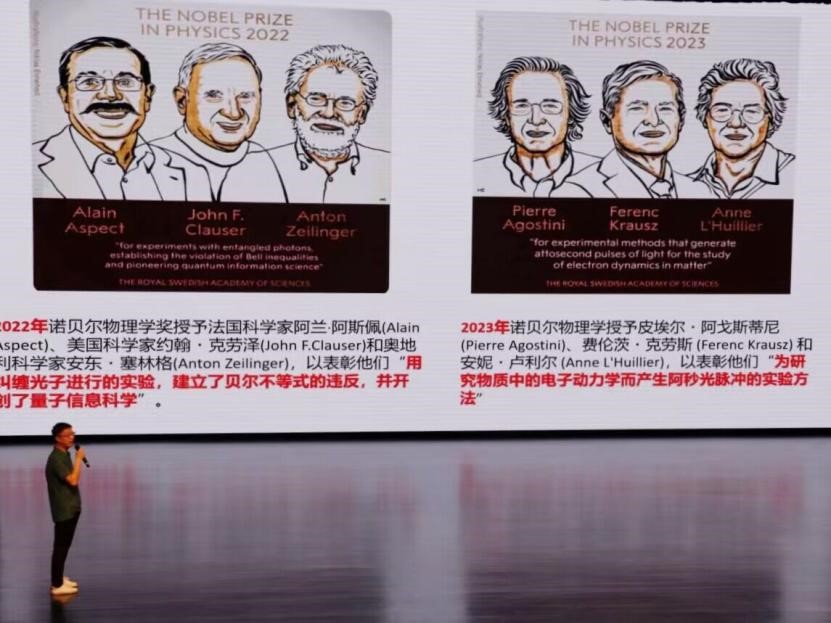 THE NOBEL PRIZE
IN PHYSICS 2022
Alain
Aspect
John F.
Clauser
Anton
Zeilinger
"for experiments with entangled photons,
establishing the violation of Bell inequalities
and pioneering quantum information science"
THE ROYAL SWEDISH ACADEMY OF SCIENCES
2022年诺贝尔物理学奖授予法国科学家阿兰·阿斯佩(Alain
Aspect)、美国科学家约翰·克劳泽(John F.Clauser)和奥地
利科学家安东·塞林格(Anton Zeilinger)，以表彰他们“用
纠缠光子进行的实验，建立了贝尔不等式的违反，并开
创了量子信息科学”。
THE NOBEL PRIZE
IN PHYSICS 2023
Pierre
Agostini
Ferenc
Krausz
Anne
L'Huillier
"for experimental methods that generate
attosecond pulses of light for the study
of electron dynamics in matter"
THE ROYAL SWEDISH ACADEMY OF SCIENCES
2023年诺贝尔物理学授予皮埃尔·阿戈斯蒂尼
(Pierre Agostini)、费伦茨·克劳斯 (Ferenc Krausz) 和
安妮·卢利尔 (Anne L'Huillier)，以表彰他们“为研
究物质中的电子动力学而产生阿秒光脉冲的实验方
法”